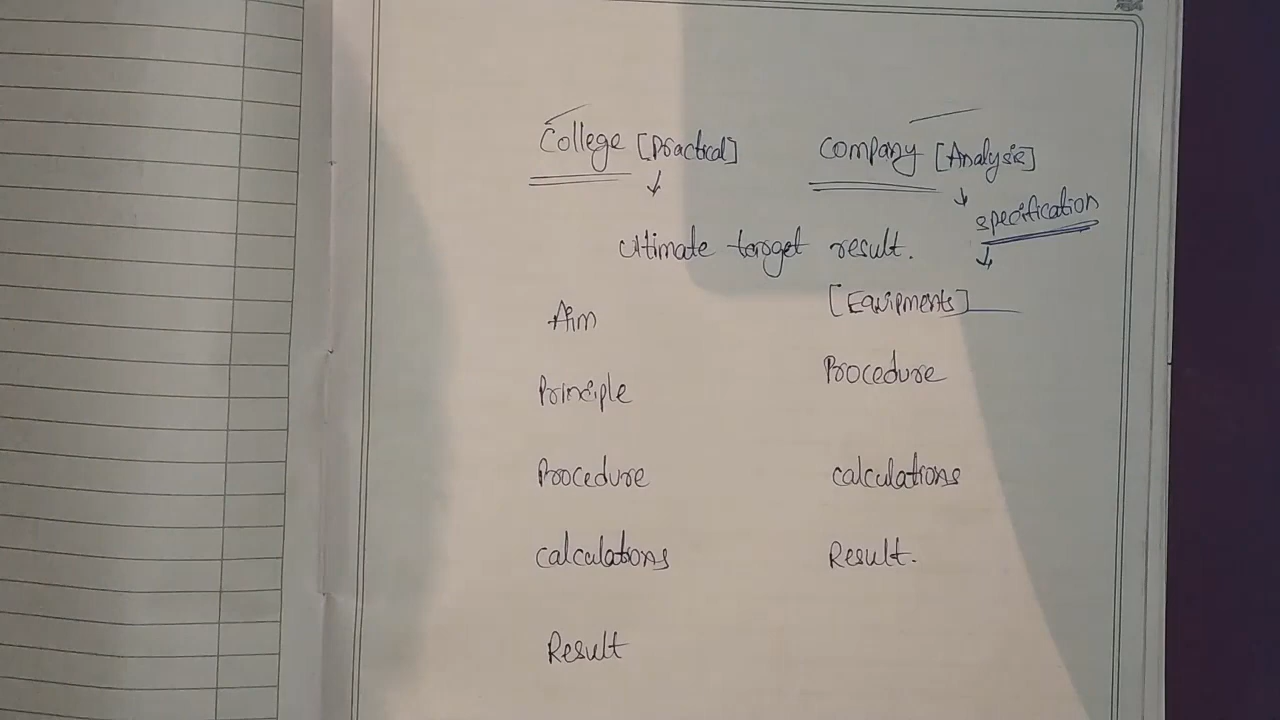 College [Practical]
Company [Analysis]
specification
Ultimate target result.
[Equipments]
Aim
Procedure
Principle
Procedure
calculations
calculations
Result.
Result